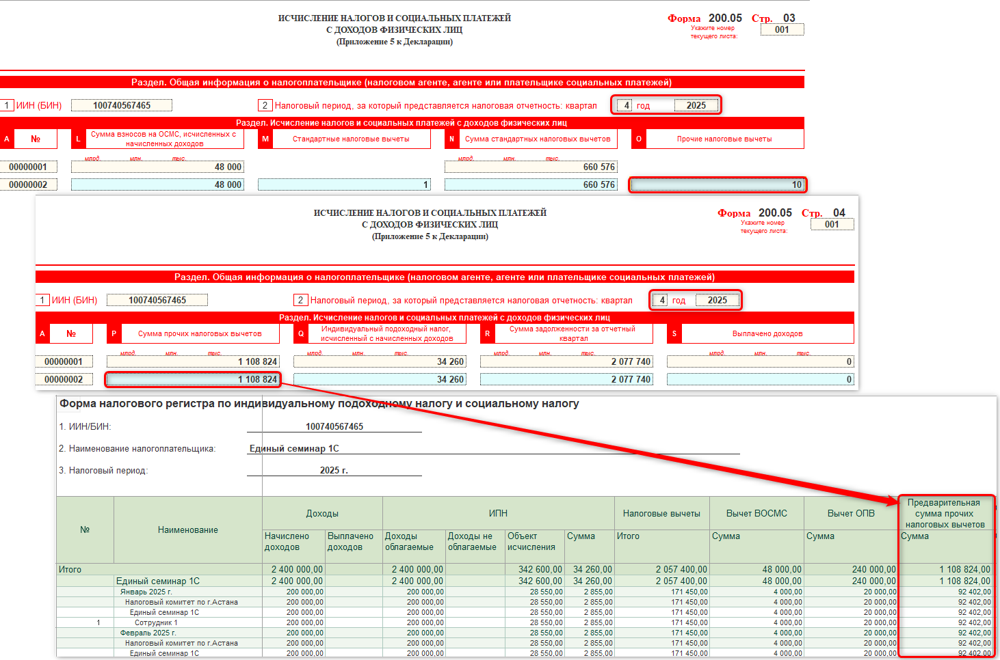 ИСЧИСЛЕНИЕ НАЛОГОВ И СОЦИАЛЬНЫХ ПЛАТЕЖЕЙ
С ДОХОДОВ ФИЗИЧЕСКИХ ЛИЦ
(Приложение 5 к Декларации)
Форма 200.05 Стр. 03
Укажите номер
текущего листа: 001
Раздел. Общая информация о налогоплательщике (налоговом агенте, агенте или плательщике социальных платежей)
1 ИИН (БИН) 100740567465 2 Налоговый период, за который представляется налоговая отчетность: квартал 4 год 2025
Раздел. Исчисление налогов и социальных платежей с доходов физических лиц
A № L Сумма взносов на ОСМС, исчисленных с начисленных доходов M Стандартные налоговые вычеты N Сумма стандартных налоговых вычетов O Прочие налоговые вычеты
млрд. млн. тыс. млрд. млн. тыс.
00000001 48 000 660 576
00000002 48 000 1 660 576 10
ИСЧИСЛЕНИЕ НАЛОГОВ И СОЦИАЛЬНЫХ ПЛАТЕЖЕЙ
С ДОХОДОВ ФИЗИЧЕСКИХ ЛИЦ
(Приложение 5 к Декларации)
Форма 200.05 Стр. 04
Укажите номер
текущего листа: 001
Раздел. Общая информация о налогоплательщике (налоговом агенте, агенте или плательщике социальных платежей)
1 ИИН (БИН) 100740567465 2 Налоговый период, за который представляется налоговая отчетность: квартал 4 год 2025
Раздел. Исчисление налогов и социальных платежей с доходов физических лиц
A № P Сумма прочих налоговых вычетов Q Индивидуальный подоходный налог, исчисленный с начисленных доходов R Сумма задолженности за отчетный квартал S Выплачено доходов
млрд. млн. тыс. млрд. млн. тыс. млрд. млн. тыс. млрд. млн. тыс.
00000001 1 108 824 34 260 2 077 740 0
00000002 1 108 824 34 260 2 077 740 0
Форма налогового регистра по индивидуальному подоходному налогу и социальному налогу
1. ИИН/БИН: 100740567465
2. Наименование налогоплательщика: Единый семинар 1С
3. Налоговый период: 2025 г.
№ Наименование Доходы ИПН Налоговые вычеты Вычет ВОСМС Вычет ОПВ Предварительная сумма прочих налоговых вычетов
Начислено доходов Выплачено доходов Доходы облагаемые Доходы не облагаемые Объект исчисления Сумма Итого Сумма Сумма Сумма
Итого 2 400 000,00 2 400 000,00 342 600,00 34 260,00 2 057 400,00 48 000,00 240 000,00 1 108 824,00
Единый семинар 1С 2 400 000,00 2 400 000,00 342 600,00 34 260,00 2 057 400,00 48 000,00 240 000,00 1 108 824,00
Январь 2025 г. 200 000,00 200 000,00 28 550,00 2 855,00 171 450,00 4 000,00 20 000,00 92 402,00
Налоговый комитет по г.Астана 200 000,00 200 000,00 28 550,00 2 855,00 171 450,00 4 000,00 20 000,00 92 402,00
Единый семинар 1С 200 000,00 200 000,00 28 550,00 2 855,00 171 450,00 4 000,00 20 000,00 92 402,00
1 Сотрудник 1 200 000,00 200 000,00 28 550,00 2 855,00 171 450,00 4 000,00 20 000,00 92 402,00
Февраль 2025 г. 200 000,00 200 000,00 28 550,00 2 855,00 171 450,00 4 000,00 20 000,00 92 402,00
Налоговый комитет по г.Астана 200 000,00 200 000,00 28 550,00 2 855,00 171 450,00 4 000,00 20 000,00 92 402,00
Единый семинар 1С 200 000,00 200 000,00 28 550,00 2 855,00 171 450,00 4 000,00 20 000,00 92 402,00